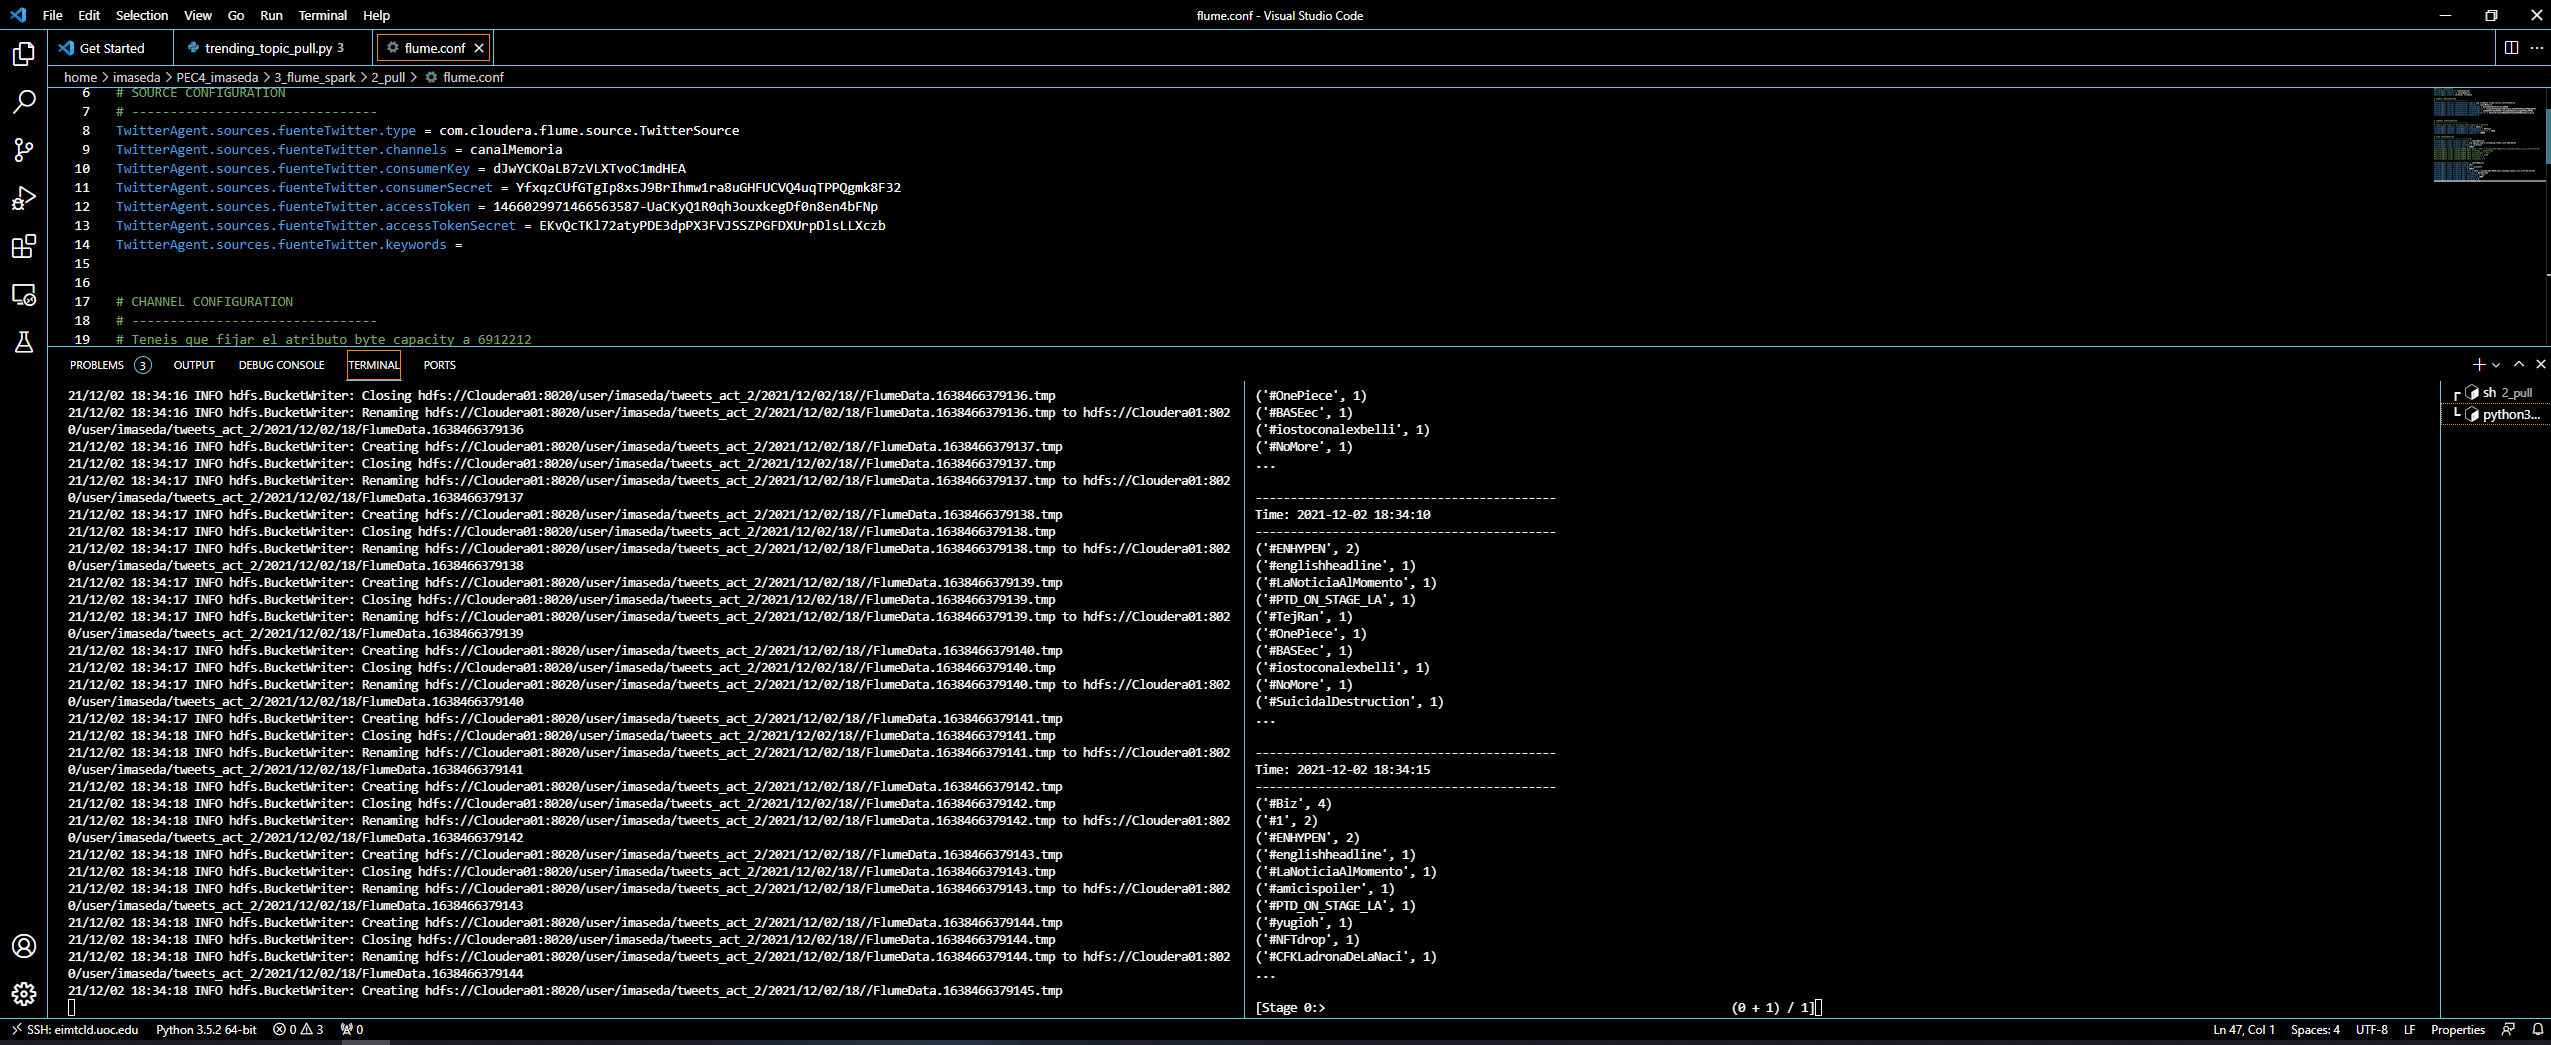 File Edit Selection View Go Run Terminal Help
flume.conf - Visual Studio Code
Get Started
trending_topic_pull.py 3
flume.conf
home > imaseda > PEC4_imaseda > 3_flume_spark > 2_pull > flume.conf
6 # SOURCE CONFIGURATION
7 # --------------------------------
8 TwitterAgent.sources.fuenteTwitter.type = com.cloudera.flume.source.TwitterSource
9 TwitterAgent.sources.fuenteTwitter.channels = canalMemoria
10 TwitterAgent.sources.fuenteTwitter.consumerKey = dJwYCKOaLB7zVLXTvoC1mdHEA
11 TwitterAgent.sources.fuenteTwitter.consumerSecret = YfxqzCUfGTgIp8xsJ9BrIhmw1ra8uGHFUCVQ4uqTPPQgmk8F32
12 TwitterAgent.sources.fuenteTwitter.accessToken = 1466029971466563587-UaCKyQ1R0qh3ouxkegDf0n8en4bFNp
13 TwitterAgent.sources.fuenteTwitter.accessTokenSecret = EKvQcTKl72atyPDE3dpPX3FVJSSZPGFDXUrpDlsLLXczb
14 TwitterAgent.sources.fuenteTwitter.keywords =
15
16
17 # CHANNEL CONFIGURATION
18 # --------------------------------
19 # Teneis que fijar el atributo byte capacity a 6912212
PROBLEMS 3 OUTPUT DEBUG CONSOLE TERMINAL PORTS
21/12/02 18:34:16 INFO hdfs.BucketWriter: Closing hdfs://Cloudera01:8020/user/imaseda/tweets_act_2/2021/12/02/18//FlumeData.1638466379136.tmp
21/12/02 18:34:16 INFO hdfs.BucketWriter: Renaming hdfs://Cloudera01:8020/user/imaseda/tweets_act_2/2021/12/02/18//FlumeData.1638466379136.tmp to hdfs://Cloudera01:802
0/user/imaseda/tweets_act_2/2021/12/02/18/FlumeData.1638466379136
21/12/02 18:34:16 INFO hdfs.BucketWriter: Creating hdfs://Cloudera01:8020/user/imaseda/tweets_act_2/2021/12/02/18//FlumeData.1638466379137.tmp
21/12/02 18:34:17 INFO hdfs.BucketWriter: Closing hdfs://Cloudera01:8020/user/imaseda/tweets_act_2/2021/12/02/18//FlumeData.1638466379137.tmp
21/12/02 18:34:17 INFO hdfs.BucketWriter: Renaming hdfs://Cloudera01:8020/user/imaseda/tweets_act_2/2021/12/02/18//FlumeData.1638466379137.tmp to hdfs://Cloudera01:802
0/user/imaseda/tweets_act_2/2021/12/02/18/FlumeData.1638466379137
21/12/02 18:34:17 INFO hdfs.BucketWriter: Creating hdfs://Cloudera01:8020/user/imaseda/tweets_act_2/2021/12/02/18//FlumeData.1638466379138.tmp
21/12/02 18:34:17 INFO hdfs.BucketWriter: Closing hdfs://Cloudera01:8020/user/imaseda/tweets_act_2/2021/12/02/18//FlumeData.1638466379138.tmp
21/12/02 18:34:17 INFO hdfs.BucketWriter: Renaming hdfs://Cloudera01:8020/user/imaseda/tweets_act_2/2021/12/02/18//FlumeData.1638466379138.tmp to hdfs://Cloudera01:802
0/user/imaseda/tweets_act_2/2021/12/02/18/FlumeData.1638466379138
21/12/02 18:34:17 INFO hdfs.BucketWriter: Creating hdfs://Cloudera01:8020/user/imaseda/tweets_act_2/2021/12/02/18//FlumeData.1638466379139.tmp
21/12/02 18:34:17 INFO hdfs.BucketWriter: Closing hdfs://Cloudera01:8020/user/imaseda/tweets_act_2/2021/12/02/18//FlumeData.1638466379139.tmp
21/12/02 18:34:17 INFO hdfs.BucketWriter: Renaming hdfs://Cloudera01:8020/user/imaseda/tweets_act_2/2021/12/02/18//FlumeData.1638466379139.tmp to hdfs://Cloudera01:802
0/user/imaseda/tweets_act_2/2021/12/02/18/FlumeData.1638466379139
21/12/02 18:34:17 INFO hdfs.BucketWriter: Creating hdfs://Cloudera01:8020/user/imaseda/tweets_act_2/2021/12/02/18//FlumeData.1638466379140.tmp
21/12/02 18:34:17 INFO hdfs.BucketWriter: Closing hdfs://Cloudera01:8020/user/imaseda/tweets_act_2/2021/12/02/18//FlumeData.1638466379140.tmp
21/12/02 18:34:17 INFO hdfs.BucketWriter: Renaming hdfs://Cloudera01:8020/user/imaseda/tweets_act_2/2021/12/02/18//FlumeData.1638466379140.tmp to hdfs://Cloudera01:802
0/user/imaseda/tweets_act_2/2021/12/02/18/FlumeData.1638466379140
21/12/02 18:34:17 INFO hdfs.BucketWriter: Creating hdfs://Cloudera01:8020/user/imaseda/tweets_act_2/2021/12/02/18//FlumeData.1638466379141.tmp
21/12/02 18:34:18 INFO hdfs.BucketWriter: Closing hdfs://Cloudera01:8020/user/imaseda/tweets_act_2/2021/12/02/18//FlumeData.1638466379141.tmp
21/12/02 18:34:18 INFO hdfs.BucketWriter: Renaming hdfs://Cloudera01:8020/user/imaseda/tweets_act_2/2021/12/02/18//FlumeData.1638466379141.tmp to hdfs://Cloudera01:802
0/user/imaseda/tweets_act_2/2021/12/02/18/FlumeData.1638466379141
21/12/02 18:34:18 INFO hdfs.BucketWriter: Creating hdfs://Cloudera01:8020/user/imaseda/tweets_act_2/2021/12/02/18//FlumeData.1638466379142.tmp
21/12/02 18:34:18 INFO hdfs.BucketWriter: Closing hdfs://Cloudera01:8020/user/imaseda/tweets_act_2/2021/12/02/18//FlumeData.1638466379142.tmp
21/12/02 18:34:18 INFO hdfs.BucketWriter: Renaming hdfs://Cloudera01:8020/user/imaseda/tweets_act_2/2021/12/02/18//FlumeData.1638466379142.tmp to hdfs://Cloudera01:802
0/user/imaseda/tweets_act_2/2021/12/02/18/FlumeData.1638466379142
21/12/02 18:34:18 INFO hdfs.BucketWriter: Creating hdfs://Cloudera01:8020/user/imaseda/tweets_act_2/2021/12/02/18//FlumeData.1638466379143.tmp
21/12/02 18:34:18 INFO hdfs.BucketWriter: Closing hdfs://Cloudera01:8020/user/imaseda/tweets_act_2/2021/12/02/18//FlumeData.1638466379143.tmp
21/12/02 18:34:18 INFO hdfs.BucketWriter: Renaming hdfs://Cloudera01:8020/user/imaseda/tweets_act_2/2021/12/02/18//FlumeData.1638466379143.tmp to hdfs://Cloudera01:802
0/user/imaseda/tweets_act_2/2021/12/02/18/FlumeData.1638466379143
21/12/02 18:34:18 INFO hdfs.BucketWriter: Creating hdfs://Cloudera01:8020/user/imaseda/tweets_act_2/2021/12/02/18//FlumeData.1638466379144.tmp
21/12/02 18:34:18 INFO hdfs.BucketWriter: Closing hdfs://Cloudera01:8020/user/imaseda/tweets_act_2/2021/12/02/18//FlumeData.1638466379144.tmp
21/12/02 18:34:18 INFO hdfs.BucketWriter: Renaming hdfs://Cloudera01:8020/user/imaseda/tweets_act_2/2021/12/02/18//FlumeData.1638466379144.tmp to hdfs://Cloudera01:802
0/user/imaseda/tweets_act_2/2021/12/02/18/FlumeData.1638466379144
21/12/02 18:34:18 INFO hdfs.BucketWriter: Creating hdfs://Cloudera01:8020/user/imaseda/tweets_act_2/2021/12/02/18//FlumeData.1638466379145.tmp
('#OnePiece', 1)
('#BASEec', 1)
('#iostoconalexbelli', 1)
('#NoMore', 1)
...
-------------------------------------------
Time: 2021-12-02 18:34:10
-------------------------------------------
('#ENHYPEN', 2)
('#englishheadline', 1)
('#LaNoticiaAlMomento', 1)
('#PTD_ON_STAGE_LA', 1)
('#TejRan', 1)
('#OnePiece', 1)
('#BASEec', 1)
('#iostoconalexbelli', 1)
('#NoMore', 1)
('#SuicidalDestruction', 1)
...
-------------------------------------------
Time: 2021-12-02 18:34:15
-------------------------------------------
('#Biz', 4)
('#1', 2)
('#ENHYPEN', 2)
('#englishheadline', 1)
('#LaNoticiaAlMomento', 1)
('#amicispoiler', 1)
('#PTD_ON_STAGE_LA', 1)
('#yugioh', 1)
('#NFTdrop', 1)
('#CFKLadronaDeLaNaci', 1)
...
[Stage 0:> (0 + 1) / 1]
sh 2_pull
python3...
SSH: eimtcld.uoc.edu Python 3.5.2 64-bit 0 3 0
Ln 47, Col 1 Spaces: 4 UTF-8 LF Properties